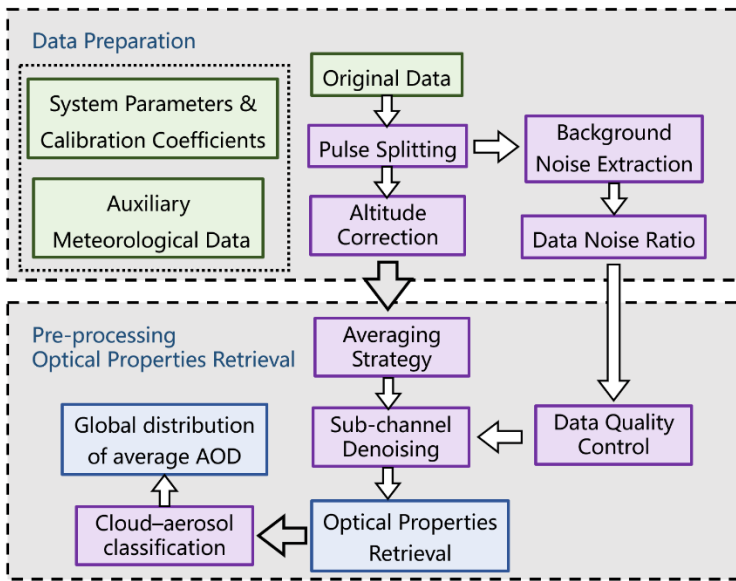 Data Preparation
System Parameters &
Calibration Coefficients
Auxiliary
Meteorological Data
Original Data
Pulse Splitting
Altitude
Correction
Background
Noise Extraction
Data Noise Ratio
Pre-processing
Optical Properties Retrieval
Averaging
Strategy
Sub-channel
Denoising
Data Quality
Control
Optical Properties
Retrieval
Cloud–aerosol
classification
Global distribution
of average AOD